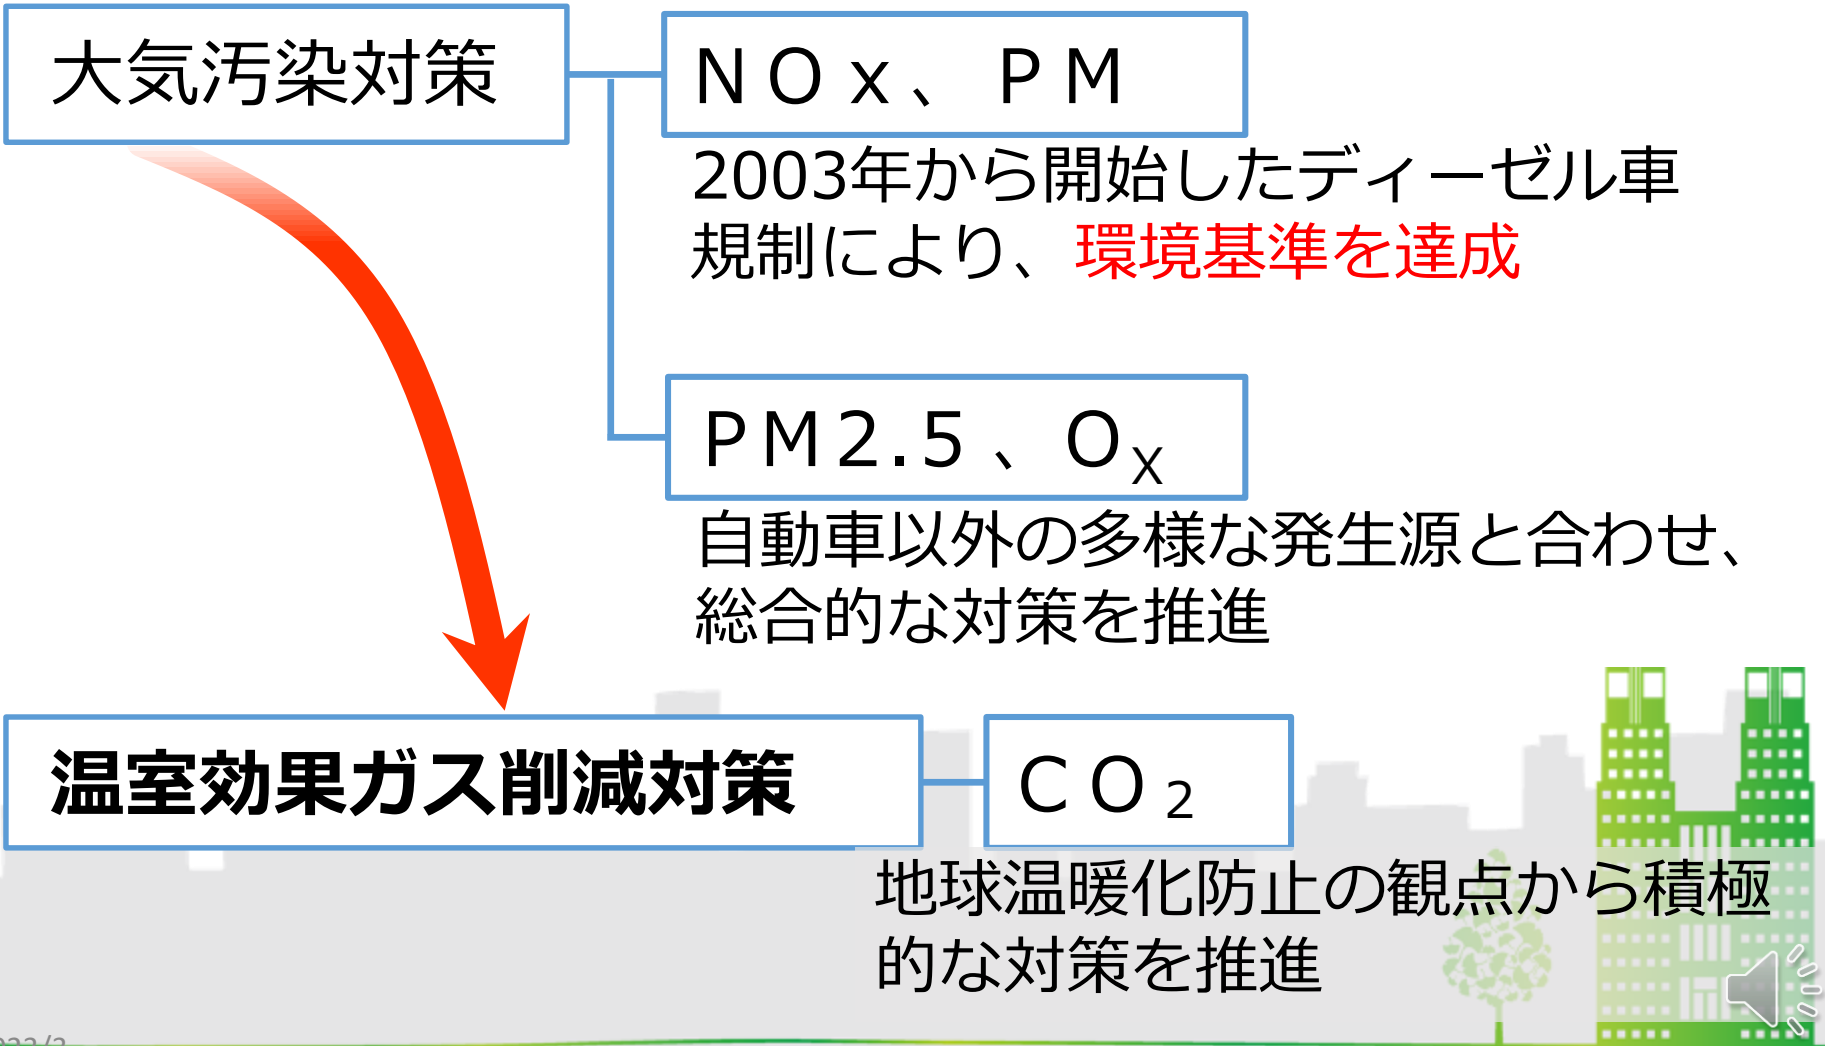 大気汚染対策
ＮＯｘ、ＰＭ
2003年から開始したディーゼル車
規制により、環境基準を達成
ＰＭ２.５、Ｏx
自動車以外の多様な発生源と合わせ、
総合的な対策を推進
温室効果ガス削減対策
ＣＯ₂
地球温暖化防止の観点から積極
的な対策を推進